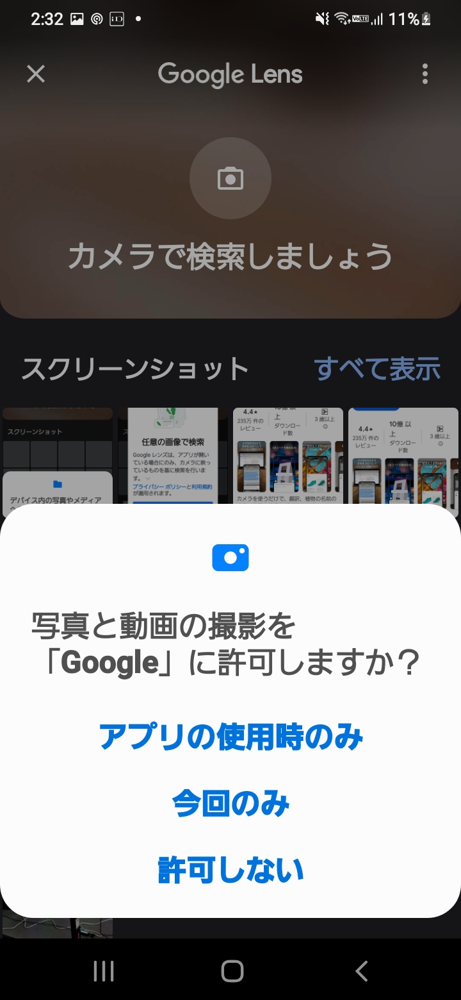 2:32 iD VoLTE 11%
Google Lens
カメラで検索しましょう
スクリーンショット すべて表示
スクリーンショット
デバイス内の写真やメディア
任意の画像で検索
Google レンズは、アプリが開い
ている場合にのみ、カメラに映っ
ているものを基に検索を行いま
す。
プライバシー ポリシーと利用規約
が適用されます。
4.4★
235万 件の
レビュー
10億 以
上
ダウンロー
ド数
3 歳以上
カメラを使うだけで、翻訳、植物の名前の
4.4★
235万 件の
レビュー
10億 以
上
ダウンロー
ド数
3 歳以上
写真と動画の撮影を
「Google」に許可しますか？
アプリの使用時のみ
今回のみ
許可しない